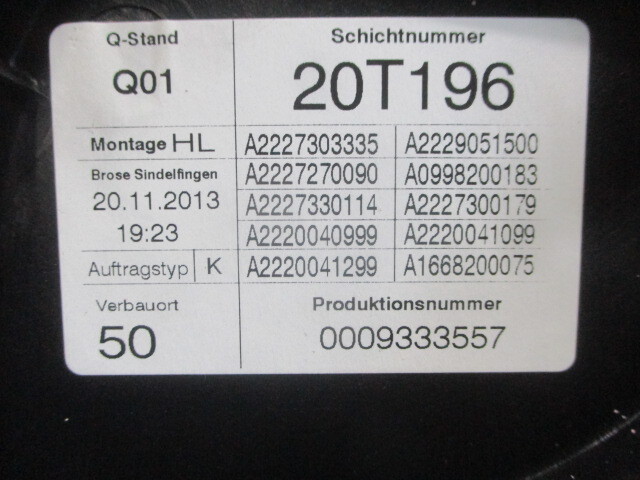 Q-Stand Schichtnummer
Q01 20T196
Montage HL A2227303335 A2229051500
Brose Sindelfingen A2227270090 A0998200183
20.11.2013 A2227330114 A2227300179
19:23 A2220040999 A2220041099
Auftragstyp K A2220041299 A1668200075
Verbauort Produktionsnummer
50 0009333557